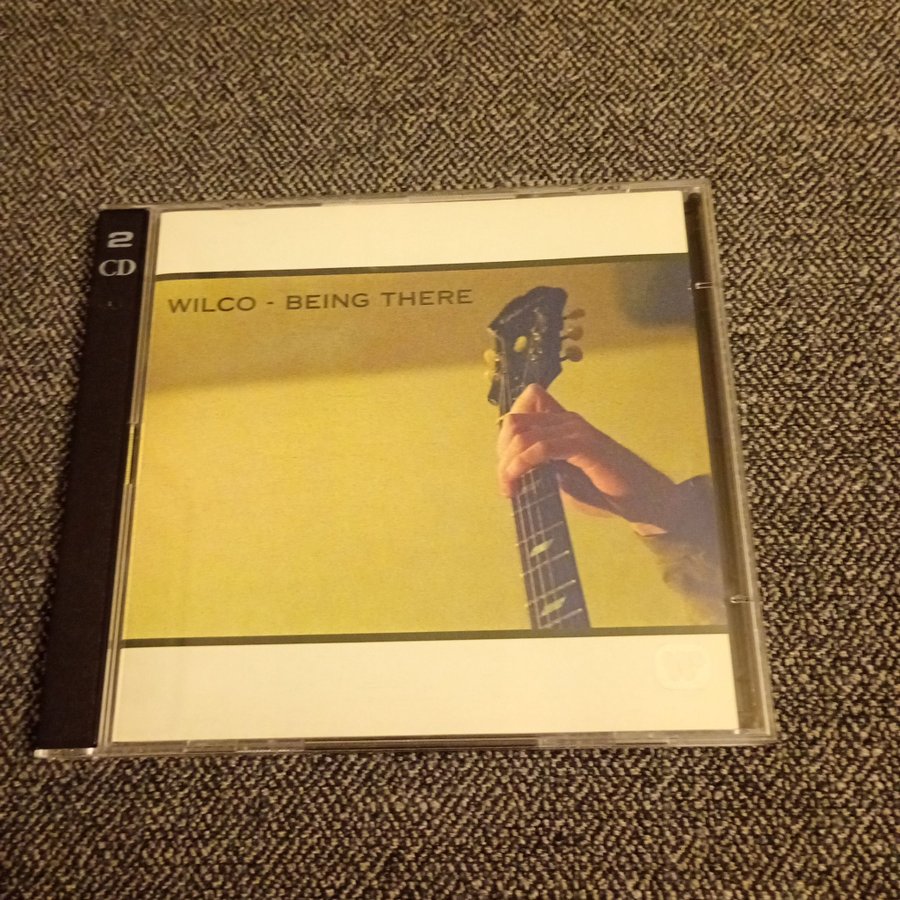 2
CD
WILCO - BEING THERE